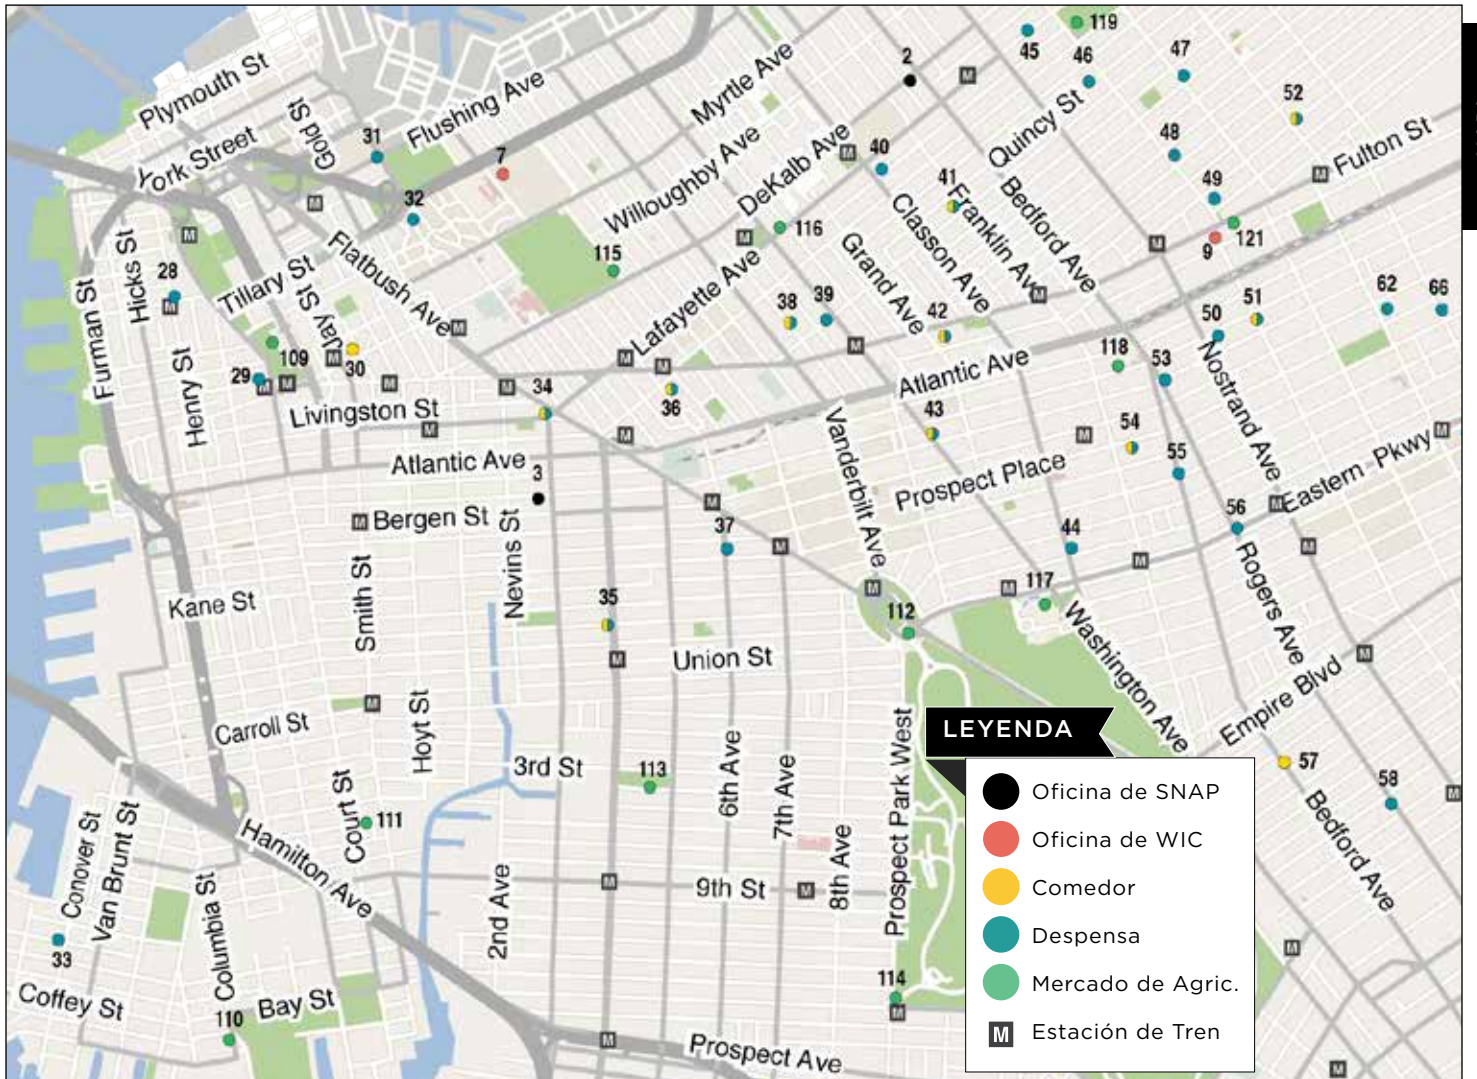 119
45
46
47
2
52
Plymouth St
Myrtle Ave
Gold St
Flushing Ave
Quincy St
31
York Street
7
40
48
Fulton St
DeKalb Ave
Willoughby Ave
41
49
32
Bedford Ave
Franklin Ave
Classon Ave
116
121
9
Grand Ave
115
Flatbush Ave
Hicks St
28
Tillary St
Lafayette Ave
38
39
42
51
62
66
50
Furman St
Jay St
109
30
118
53
Atlantic Ave
Nostrand Ave
29
34
36
Henry St
Livingston St
43
54
Vanderbilt Ave
Atlantic Ave
3
55
Prospect Place
Eastern Pkwy
Bergen St
56
37
44
Nevins St
Smith St
Kane St
35
117
112
Rogers Ave
Washington Ave
Union St
Empire Blvd
Hoyt St
Carroll St
Prospect Park West
LEYENDA
3rd St
113
6th Ave
7th Ave
57
58
Oficina de SNAP
Bedford Ave
Court St
111
Oficina de WIC
Conover St
Van Brunt St
Hamilton Ave
8th Ave
9th St
Comedor
2nd Ave
Columbia St
Despensa
33
114
Mercado de Agric.
Coffey St
Bay St
110
M Estación de Tren
Prospect Ave